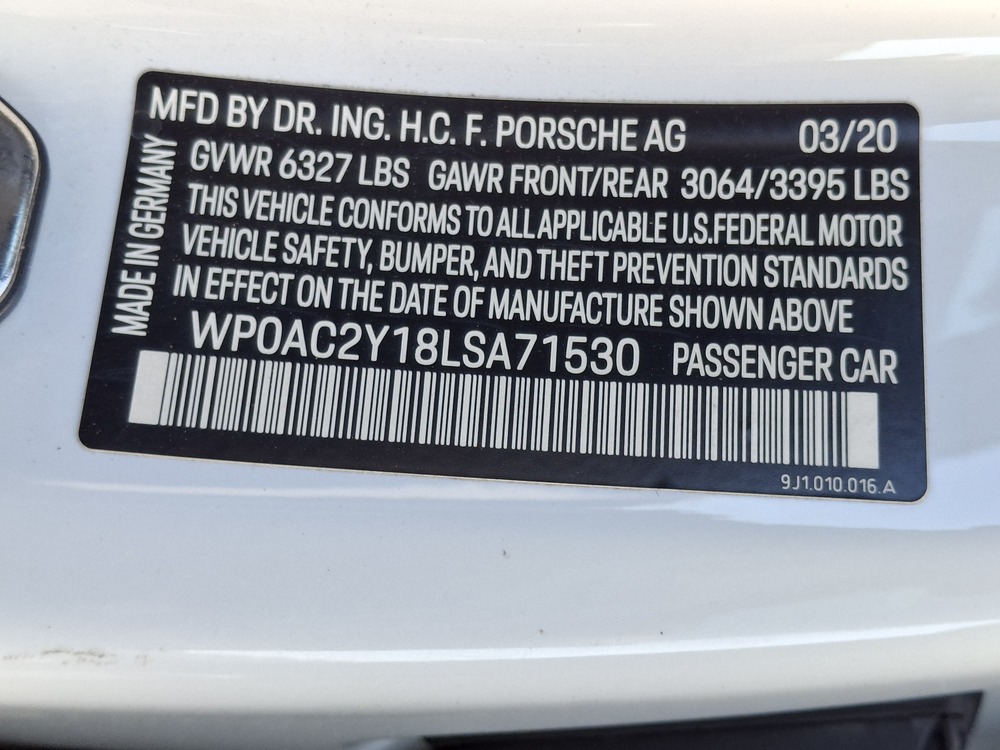 MFD BY DR. ING. H.C. F. PORSCHE AG 03/20
GVWR 6327 LBS GAWR FRONT/REAR 3064/3395 LBS
THIS VEHICLE CONFORMS TO ALL APPLICABLE U.S.FEDERAL MOTOR
VEHICLE SAFETY, BUMPER, AND THEFT PREVENTION STANDARDS
IN EFFECT ON THE DATE OF MANUFACTURE SHOWN ABOVE
WP0AC2Y18LSA71530 PASSENGER CAR
MADE IN GERMANY
9J1.010.016.A